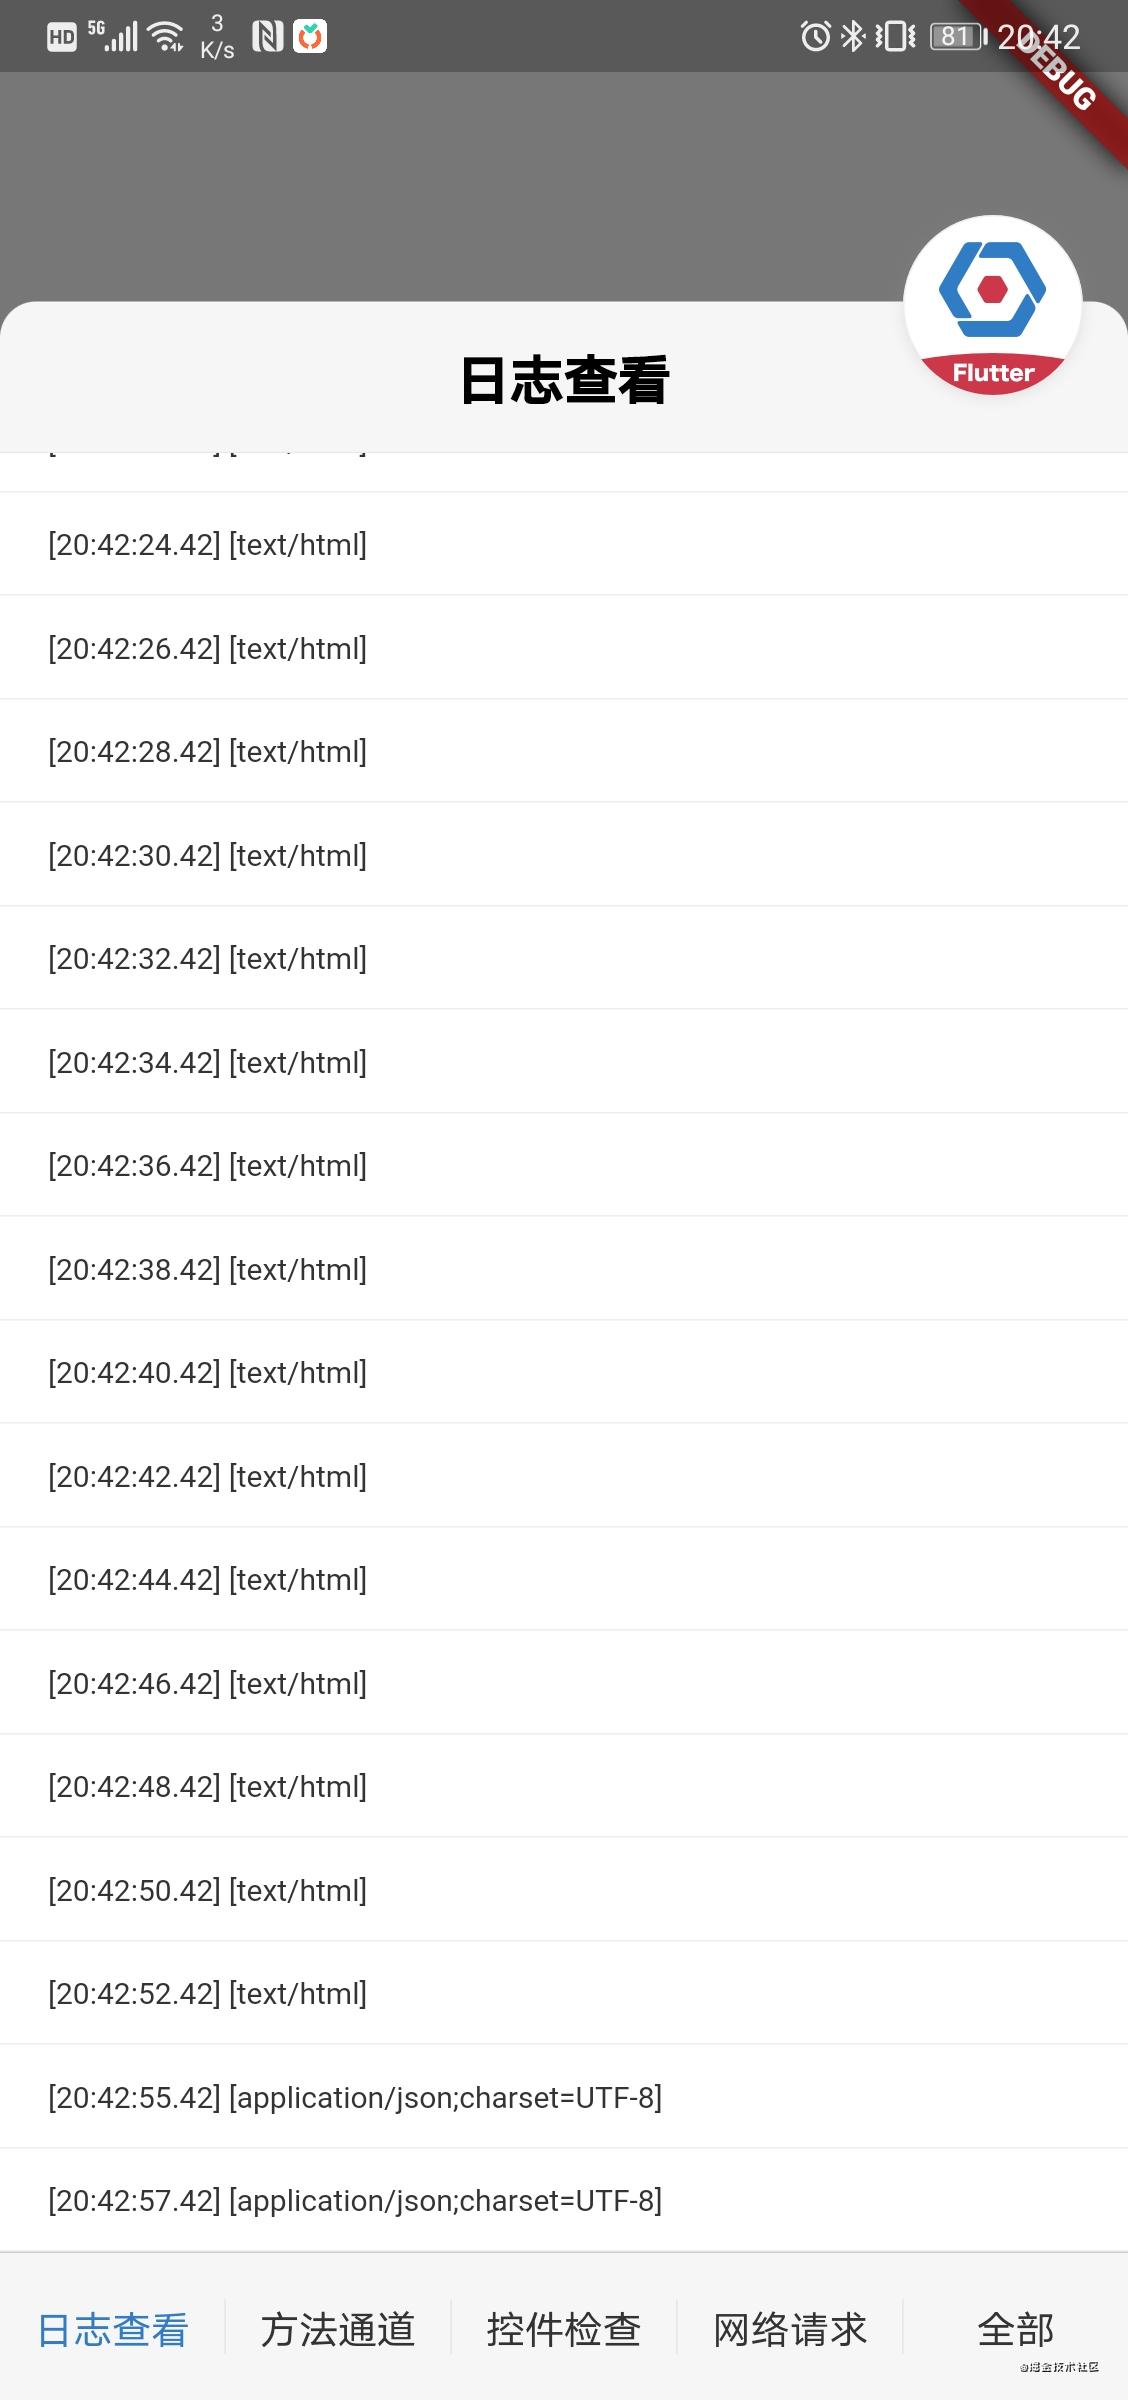 HD 5G 3 K/s 81 20:42
DEBUG
Flutter
日志查看
[20:42:24.42] [text/html]
[20:42:26.42] [text/html]
[20:42:28.42] [text/html]
[20:42:30.42] [text/html]
[20:42:32.42] [text/html]
[20:42:34.42] [text/html]
[20:42:36.42] [text/html]
[20:42:38.42] [text/html]
[20:42:40.42] [text/html]
[20:42:42.42] [text/html]
[20:42:44.42] [text/html]
[20:42:46.42] [text/html]
[20:42:48.42] [text/html]
[20:42:50.42] [text/html]
[20:42:52.42] [text/html]
[20:42:55.42] [application/json;charset=UTF-8]
[20:42:57.42] [application/json;charset=UTF-8]
日志查看 方法通道 控件检查 网络请求 全部
@掘金技术社区